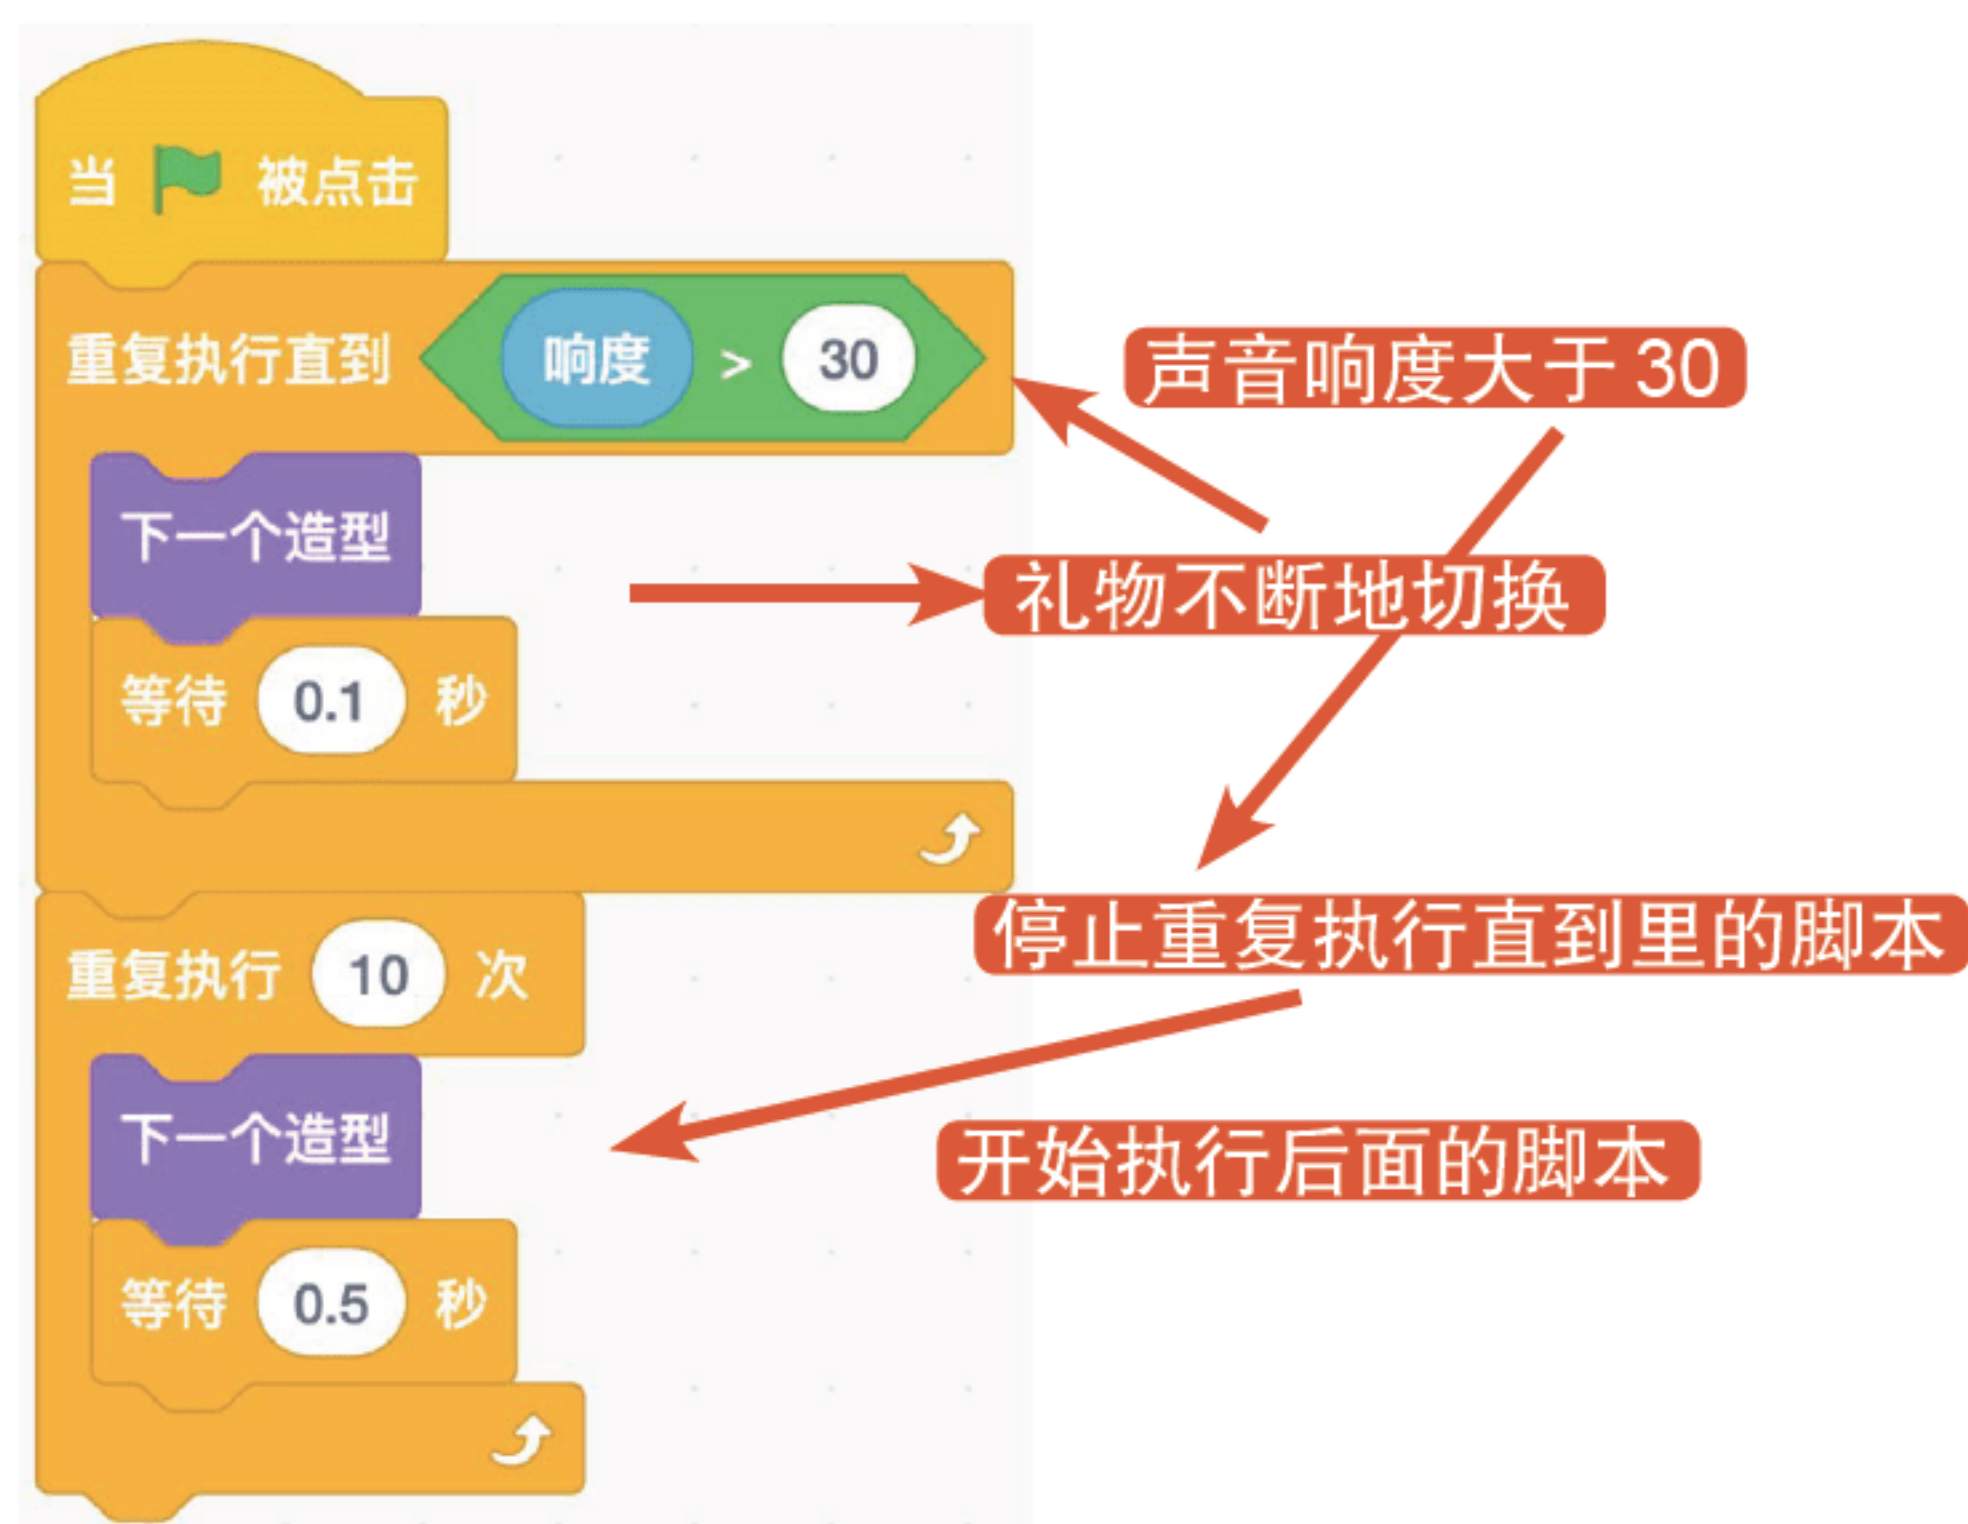 当 被点击
重复执行直到 响度 > 30
声音响度大于 30
下一个造型
礼物不断地切换
等待 0.1 秒
停止重复执行直到里的脚本
重复执行 10 次
下一个造型
开始执行后面的脚本
等待 0.5 秒